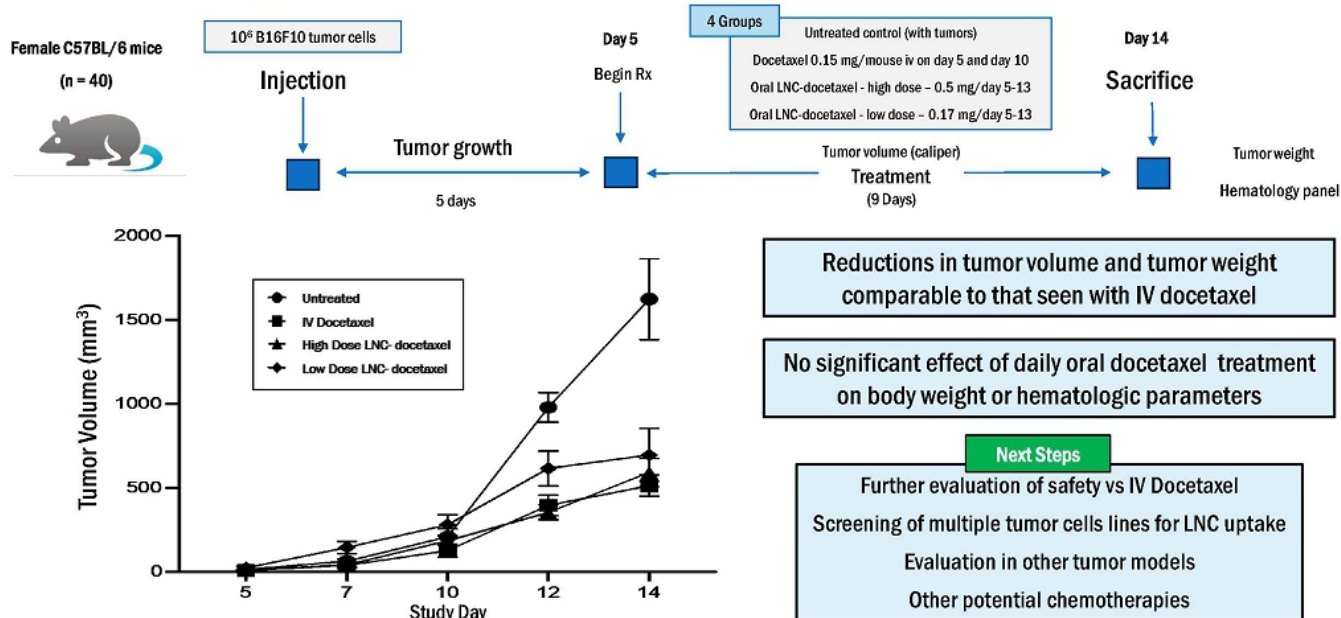 Female C57BL/6 mice
(n = 40)
10⁶ B16F10 tumor cells
Injection
Tumor growth
5 days
Day 5
Begin Rx
4 Groups
Untreated control (with tumors)
Docetaxel 0.15 mg/mouse iv on day 5 and day 10
Oral LNC-docetaxel - high dose – 0.5 mg/day 5-13
Oral LNC-docetaxel - low dose – 0.17 mg/day 5-13
Tumor volume (caliper)
Treatment
(9 Days)
Day 14
Sacrifice
Tumor weight
Hematology panel
Tumor Volume (mm³)
2000
1500
1000
500
0
Untreated
IV Docetaxel
High Dose LNC- docetaxel
Low Dose LNC- docetaxel
5 7 10 12 14
Study Day
Reductions in tumor volume and tumor weight
comparable to that seen with IV docetaxel
No significant effect of daily oral docetaxel treatment
on body weight or hematologic parameters
Next Steps
Further evaluation of safety vs IV Docetaxel
Screening of multiple tumor cells lines for LNC uptake
Evaluation in other tumor models
Other potential chemotherapies